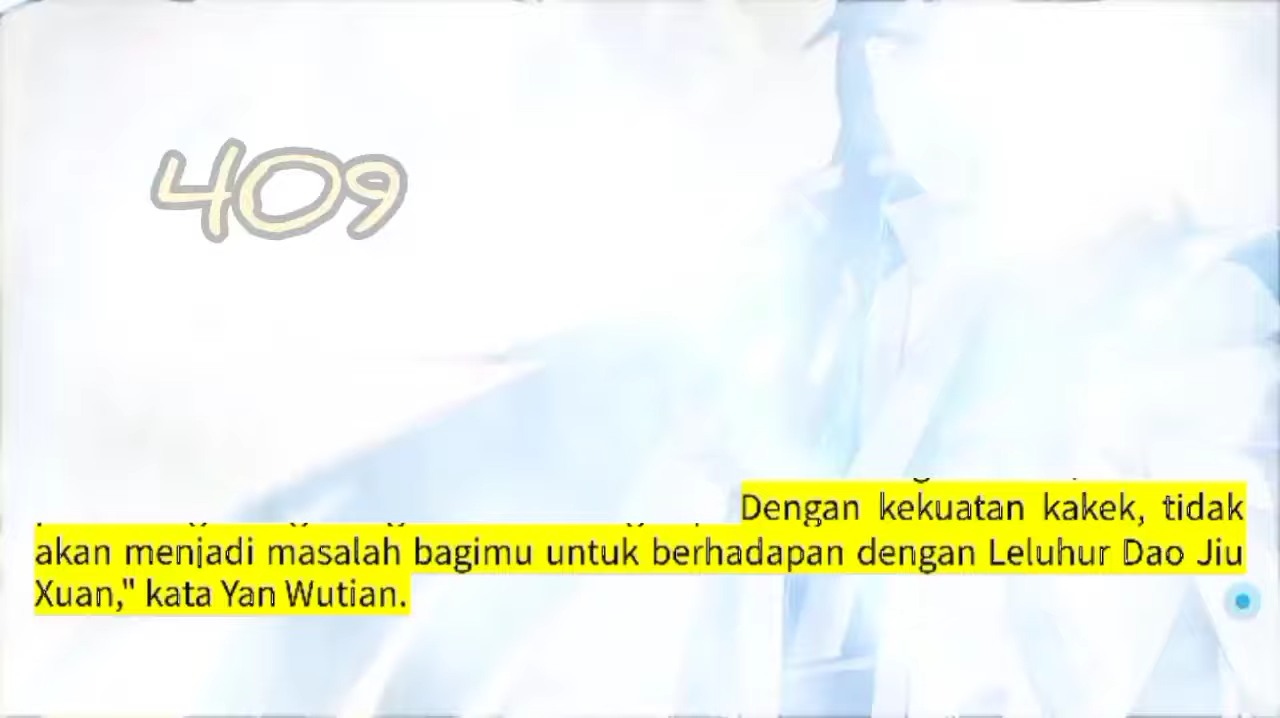 409
Dengan kekuatan kakek, tidak
akan menjadi masalah bagimu untuk berhadapan dengan Leluhur Dao Jiu
Xuan," kata Yan Wutian.